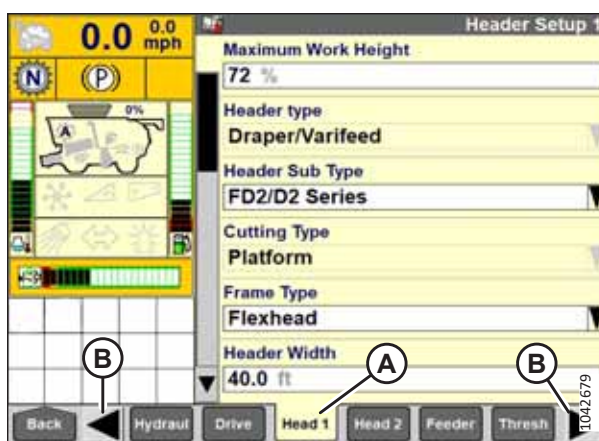 0.0 0.0 mph
Header Setup 1
N (P)
0%
A
Maximum Work Height
72 %
Header type
Draper/Varifeed
Header Sub Type
FD2/D2 Series
Cutting Type
Platform
Frame Type
Flexhead
Header Width
40.0 ft
B
A
B
Back
Hydraul
Drive
Head 1
Head 2
Feeder
Thresh
1042679